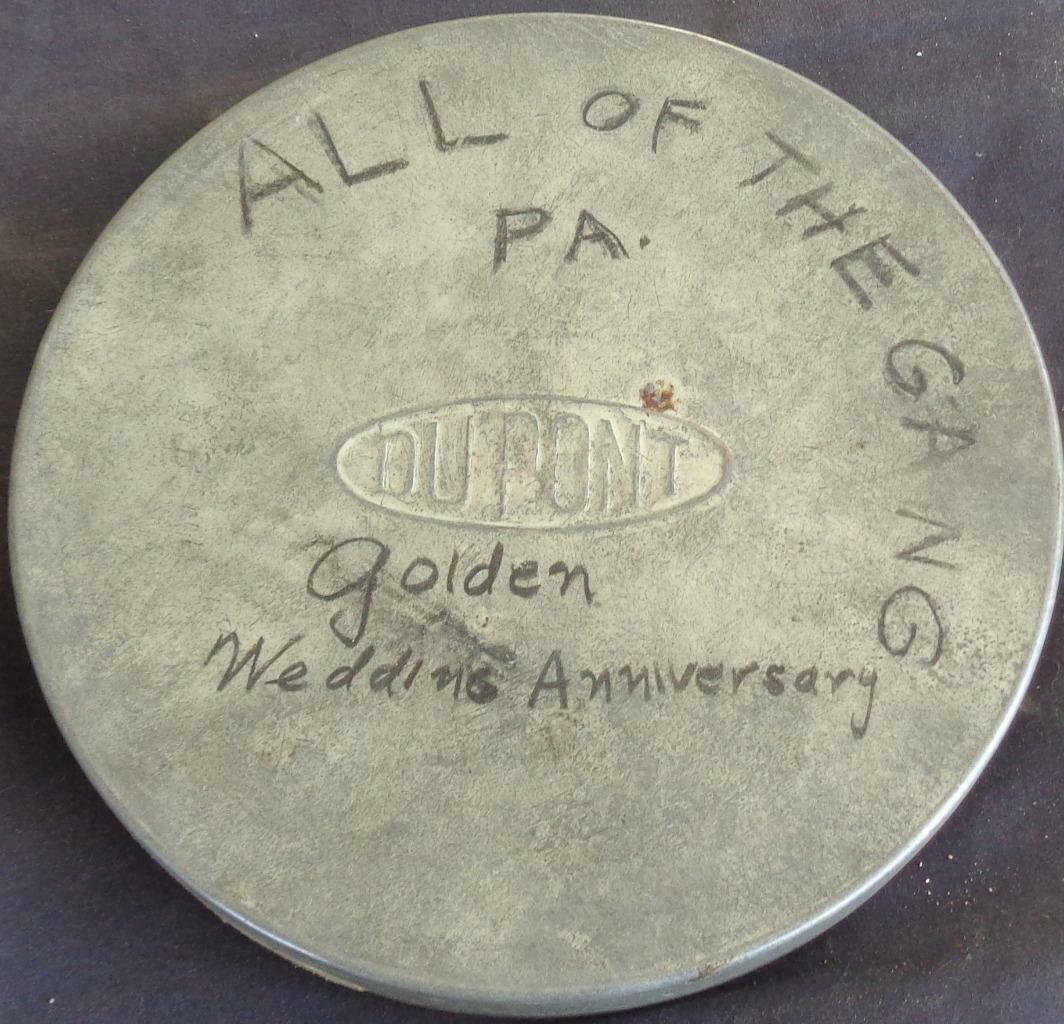 ALL OF THE GANG
PA.
DU PONT
Golden
Wedding Anniversary